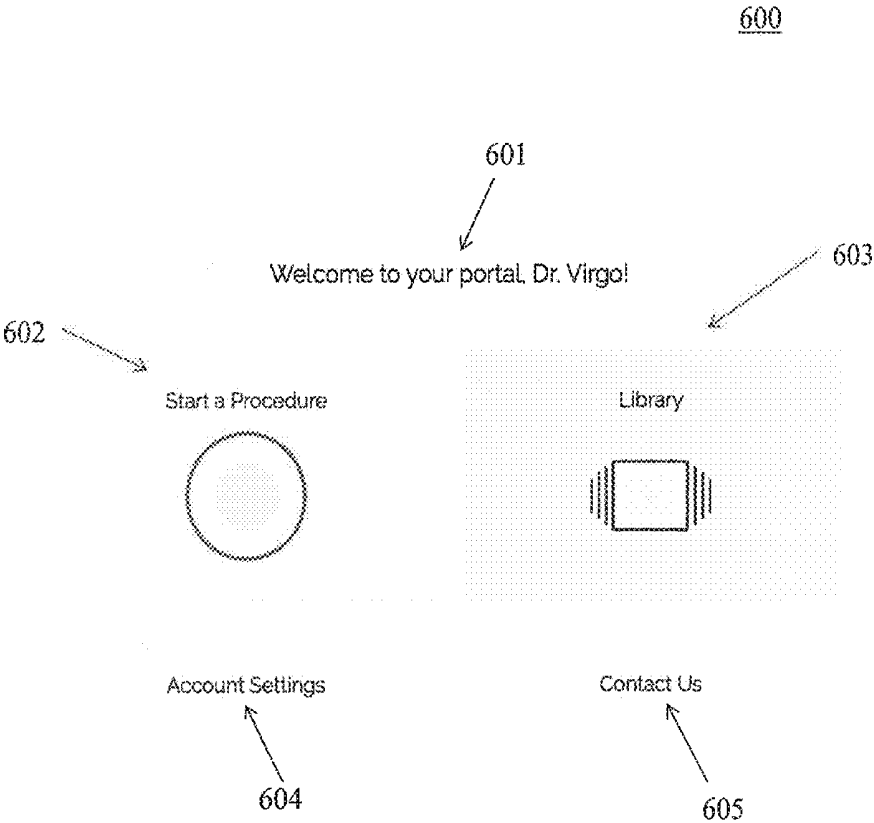 600
601
Welcome to your portal, Dr. Virgo!
603
602
Start a Procedure
Library
Account Settings
Contact Us
604
605